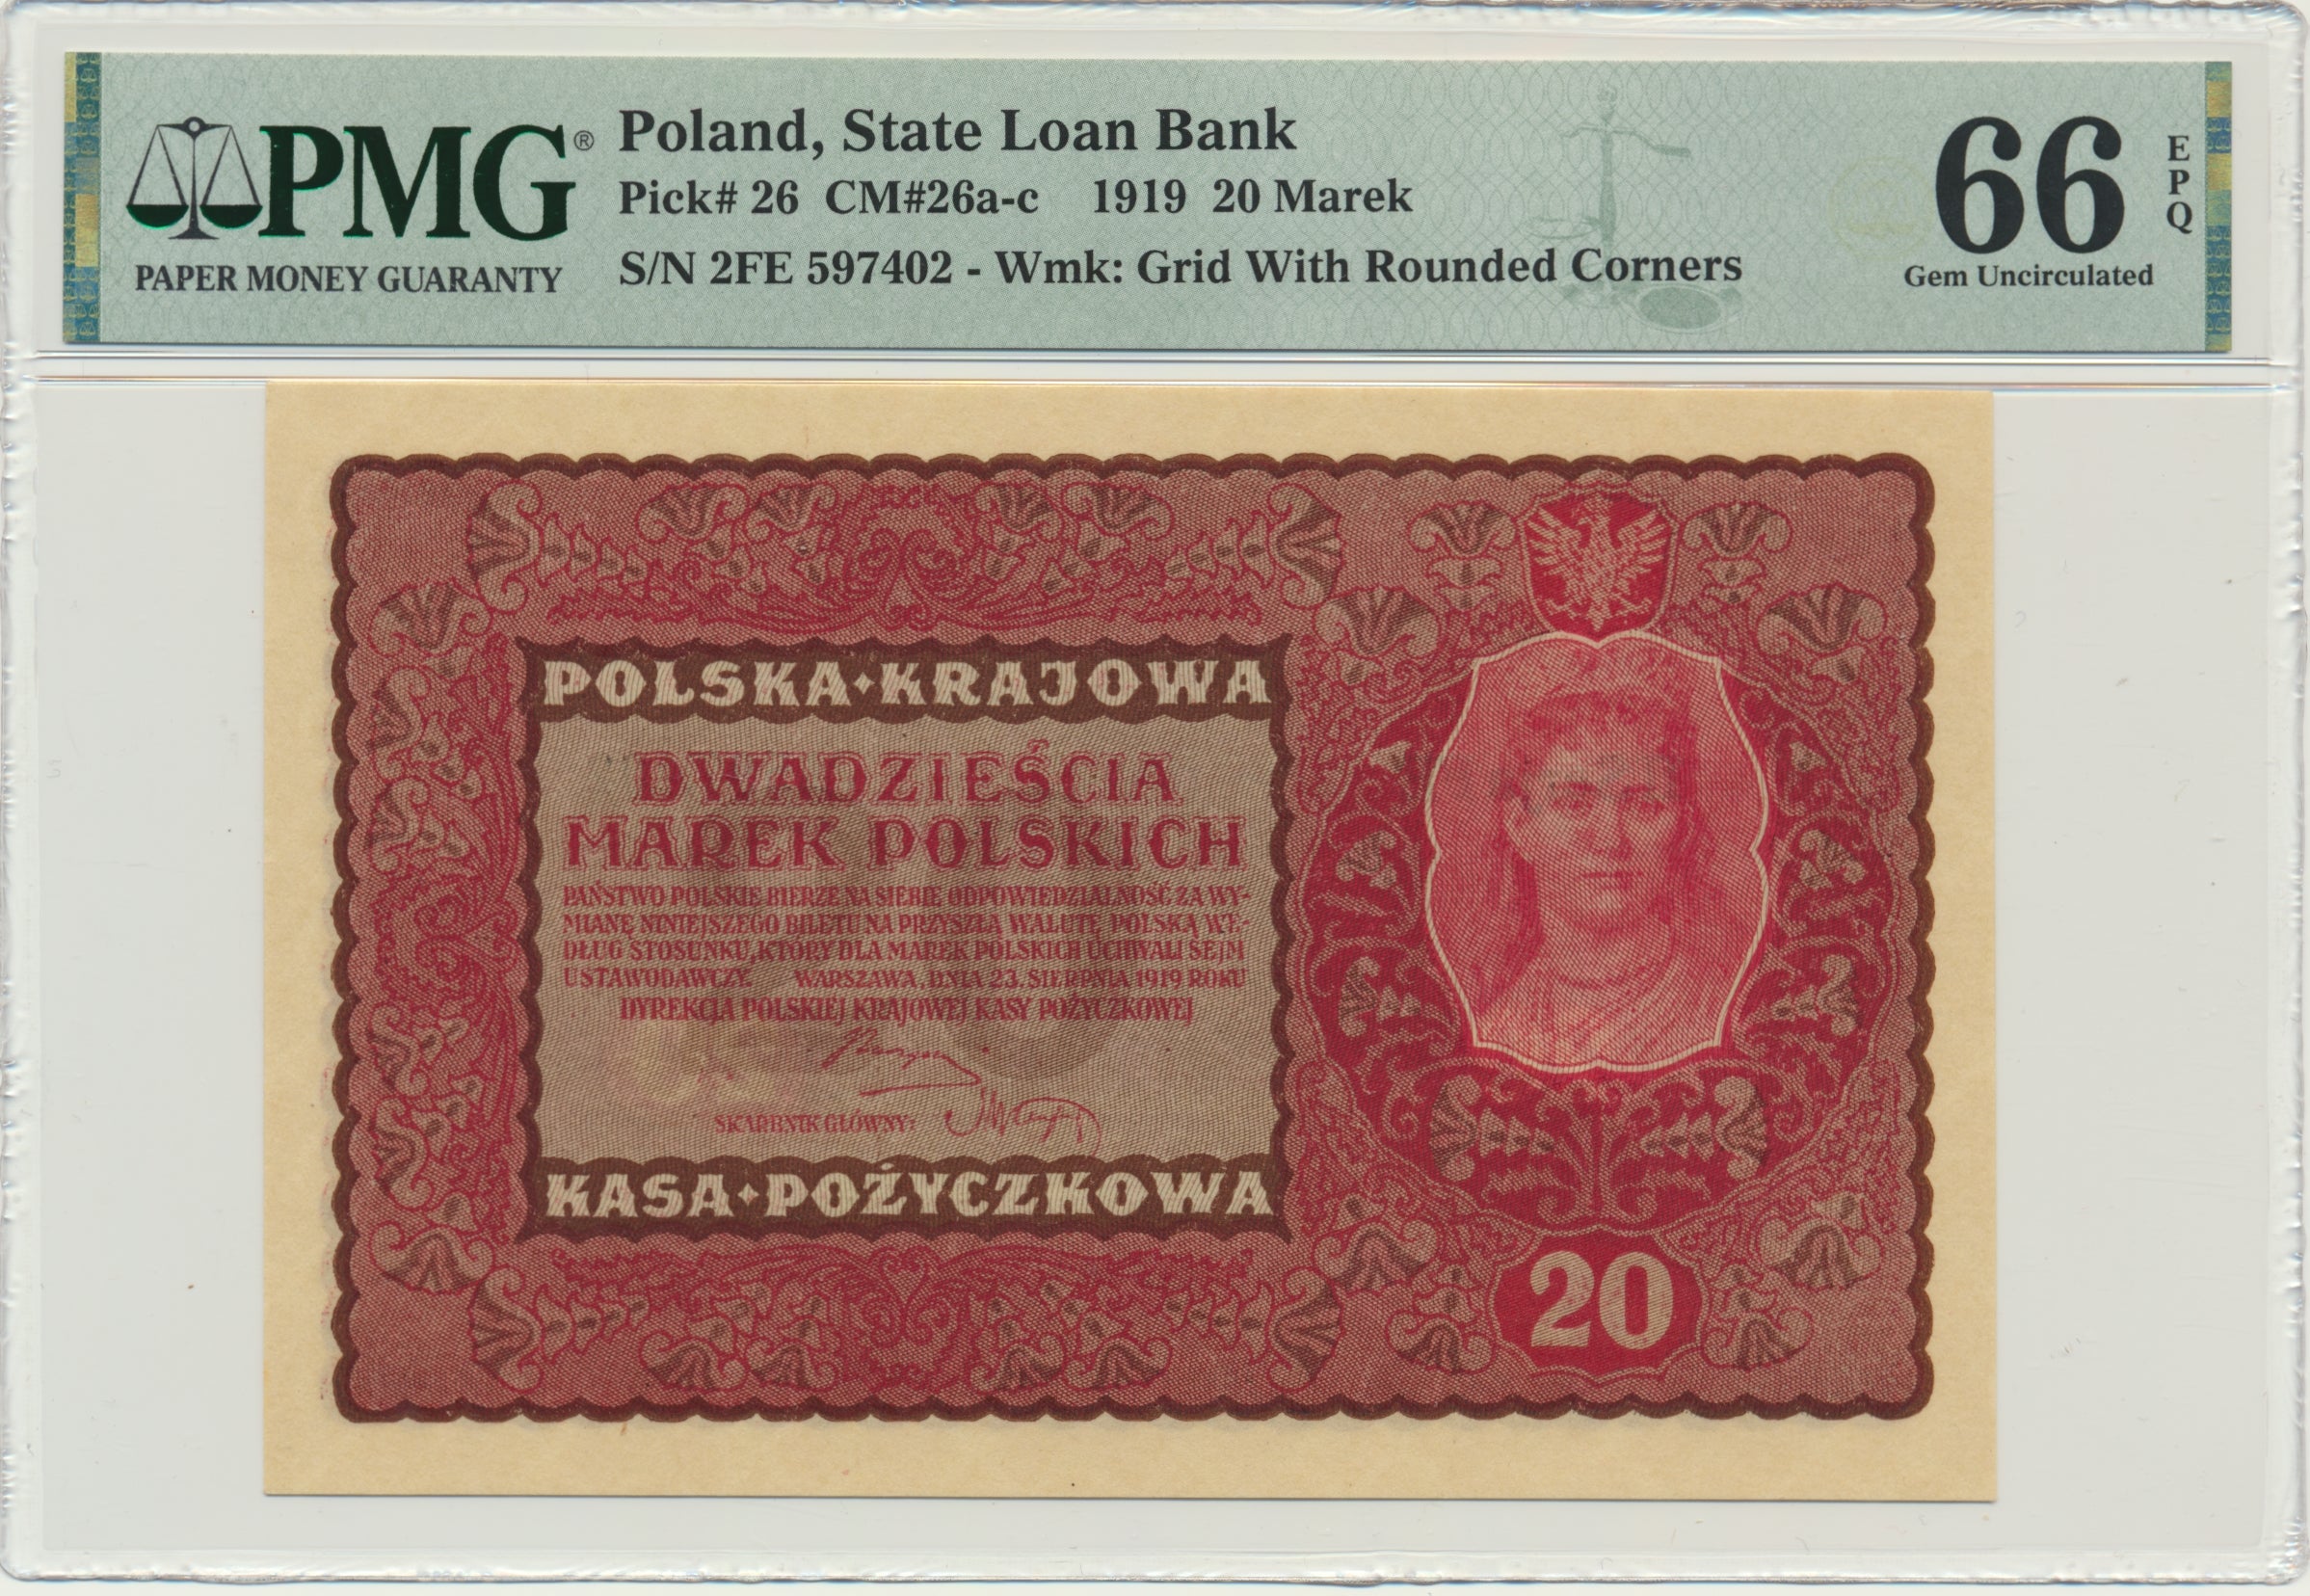 PMG®
PAPER MONEY GUARANTY
Poland, State Loan Bank
Pick# 26 CM#26a-c 1919 20 Marek
S/N 2FE 597402 - Wmk: Grid With Rounded Corners
66
EPQ
Gem Uncirculated
POLSKA KRAJOWA
DWADZIEŚCIA
MAREK POLSKICH
PAŃSTWO POLSKIE BIERZE NA SIEBIE ODPOWIEDZIALNOŚĆ ZA WY-
MIANĘ NINIEJSZEGO BILETU NA PRZYSZŁĄ WALUTĘ POLSKĄ WE-
DŁUG STOSUNKU, KTÓRY DLA MAREK POLSKICH UCHWALI SEJM
USTAWODAWCZY. WARSZAWA, DNIA 23. SIERPNIA 1919 ROKU
DYREKCJA POLSKIEJ KRAJOWEJ KASY POŻYCZKOWEJ
SKARBNIK GŁÓWNY:
KASA POŻYCZKOWA
20